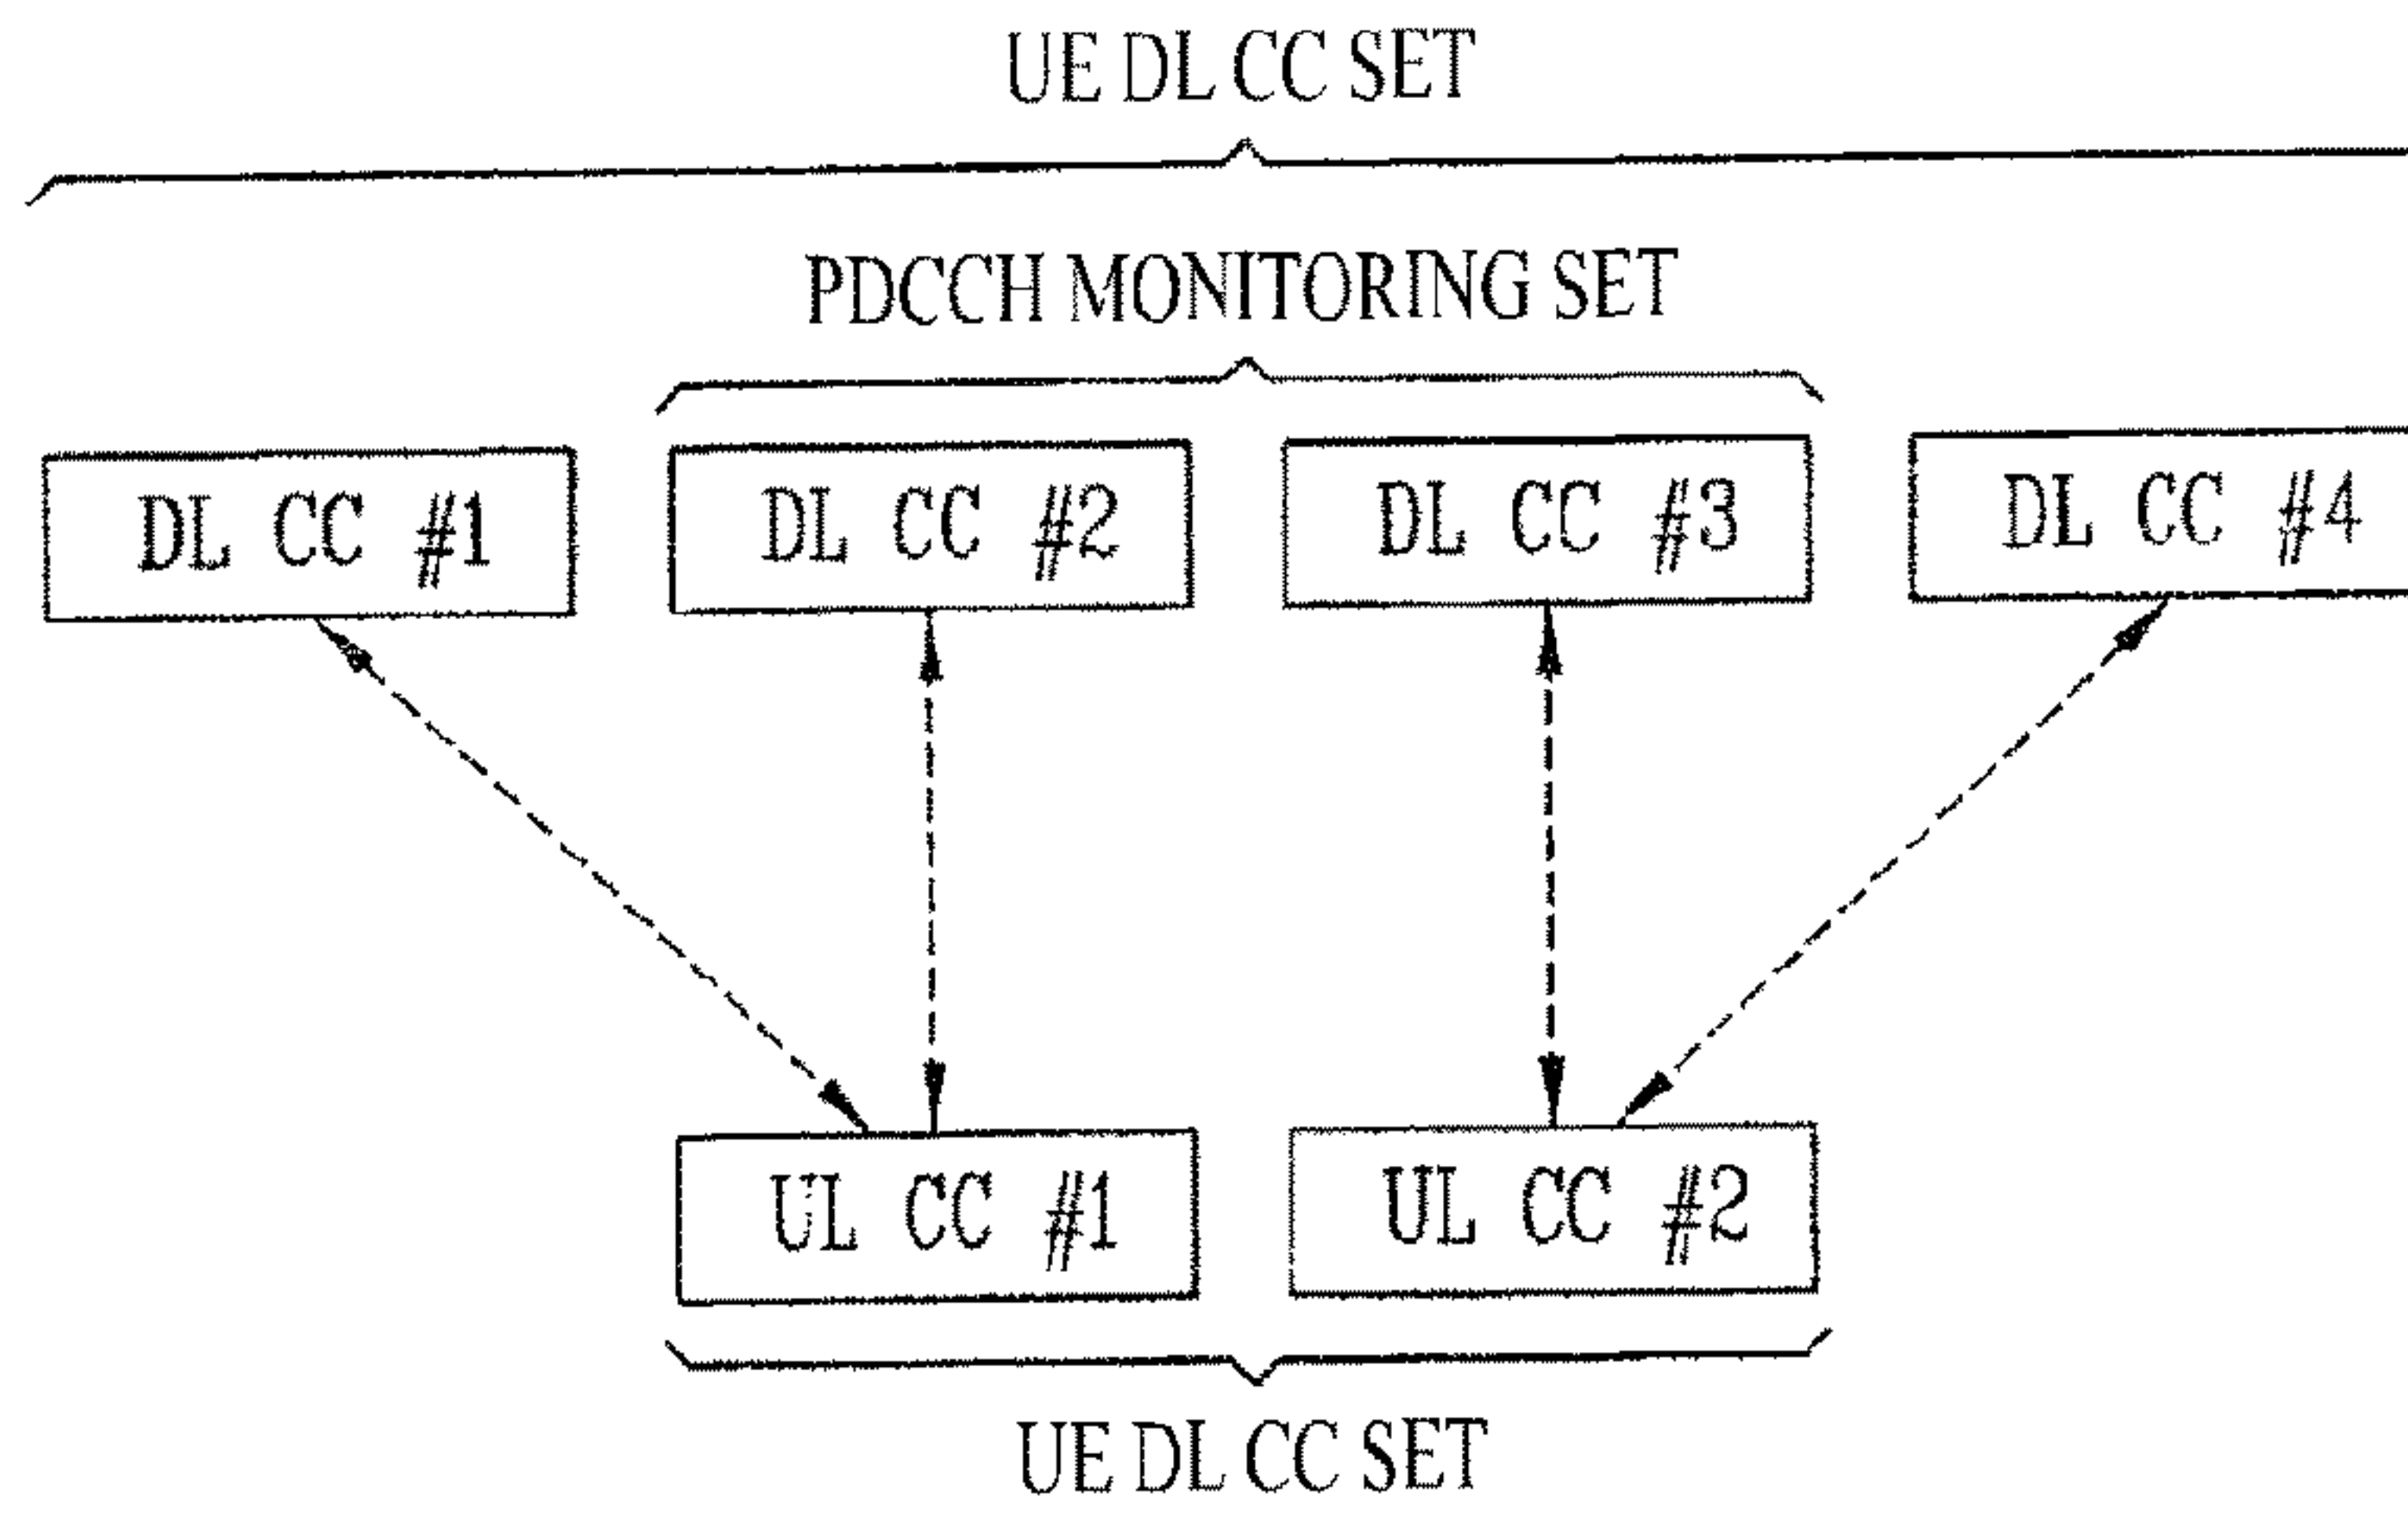 UE DL CC SET
PDCCH MONITORING SET
DL CC #1
DL CC #2
DL CC #3
DL CC #4
UL CC #1
UL CC #2
UE DL CC SET